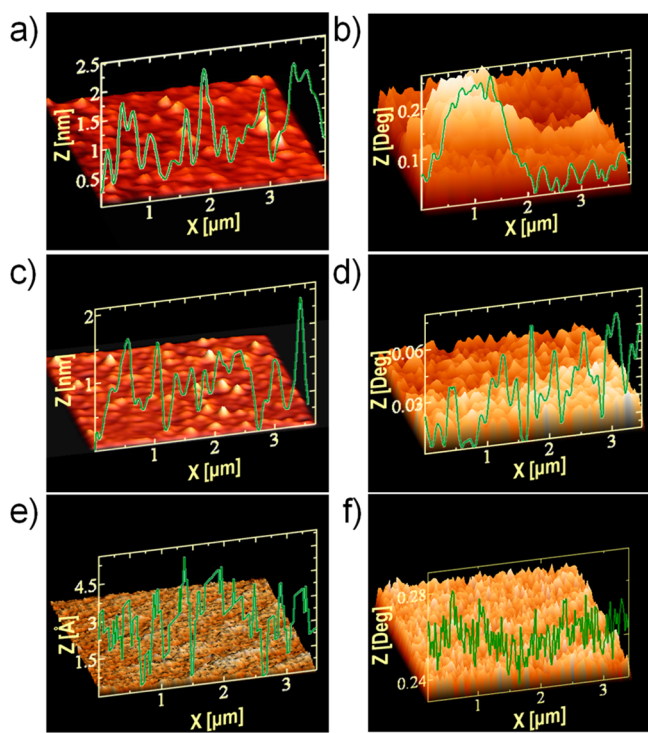 a)
2.5
2
1.5
1
0.5
Z [nm]
1
2
3
X [µm]
b)
0.2
0.1
Z [Deg]
1
2
3
X [µm]
c)
2
1
Z [nm]
1
2
3
X [µm]
d)
0.06
0.03
Z [Deg]
1
2
3
X [µm]
e)
4.5
3
1.5
Z [Å]
1
2
3
X [µm]
f)
0.28
0.24
Z [Deg]
1
2
3
X [µm]